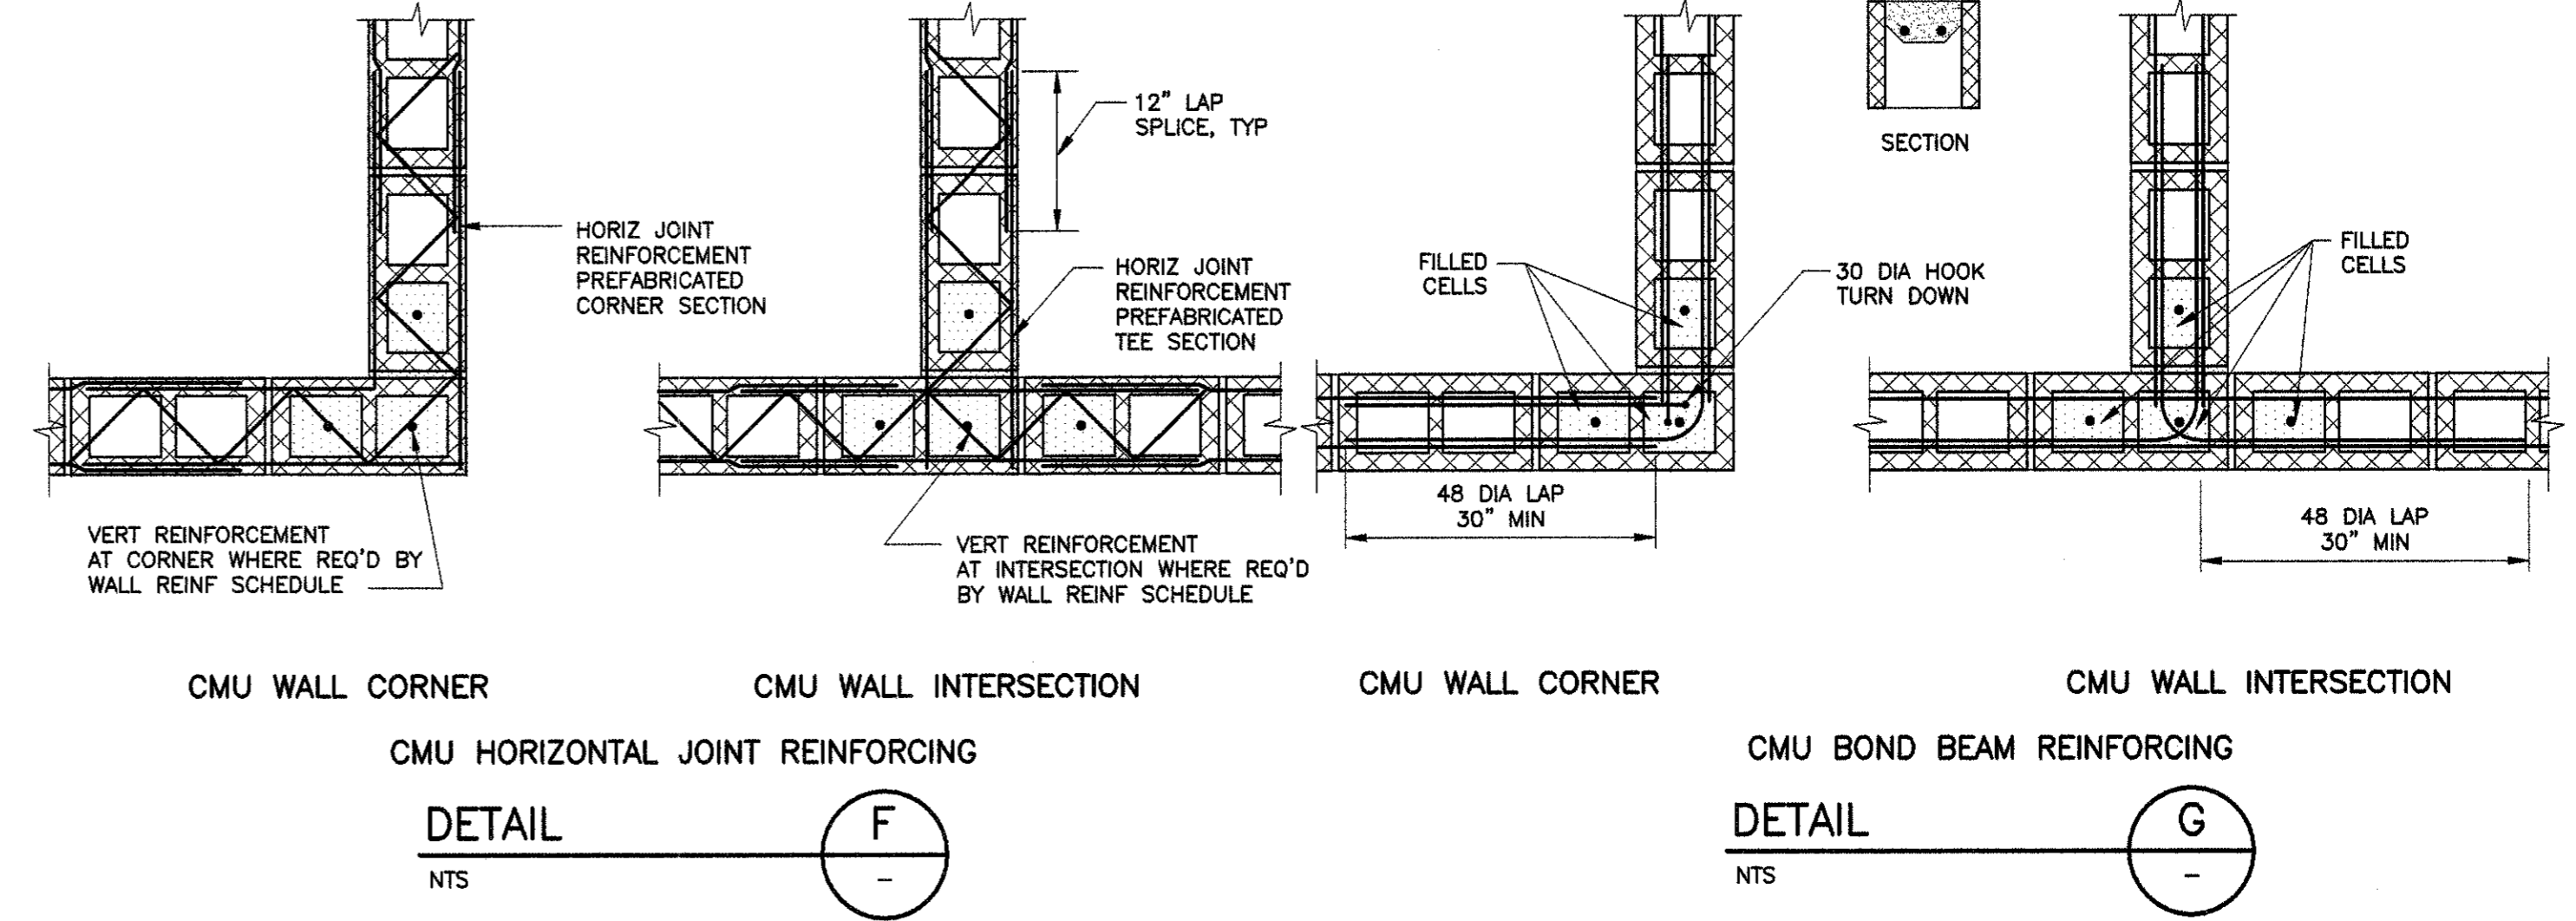 HORIZ JOINT
REINFORCEMENT
PREFABRICATED
CORNER SECTION
VERT REINFORCEMENT
AT CORNER WHERE REQ'D BY
WALL REINF SCHEDULE
CMU WALL CORNER
12" LAP
SPLICE, TYP
HORIZ JOINT
REINFORCEMENT
PREFABRICATED
TEE SECTION
VERT REINFORCEMENT
AT INTERSECTION WHERE REQ'D
BY WALL REINF SCHEDULE
CMU WALL INTERSECTION
CMU HORIZONTAL JOINT REINFORCING
DETAIL
F
NTS
-
FILLED
CELLS
30 DIA HOOK
TURN DOWN
48 DIA LAP
30" MIN
CMU WALL CORNER
SECTION
FILLED
CELLS
48 DIA LAP
30" MIN
CMU WALL INTERSECTION
CMU BOND BEAM REINFORCING
DETAIL
G
NTS
-